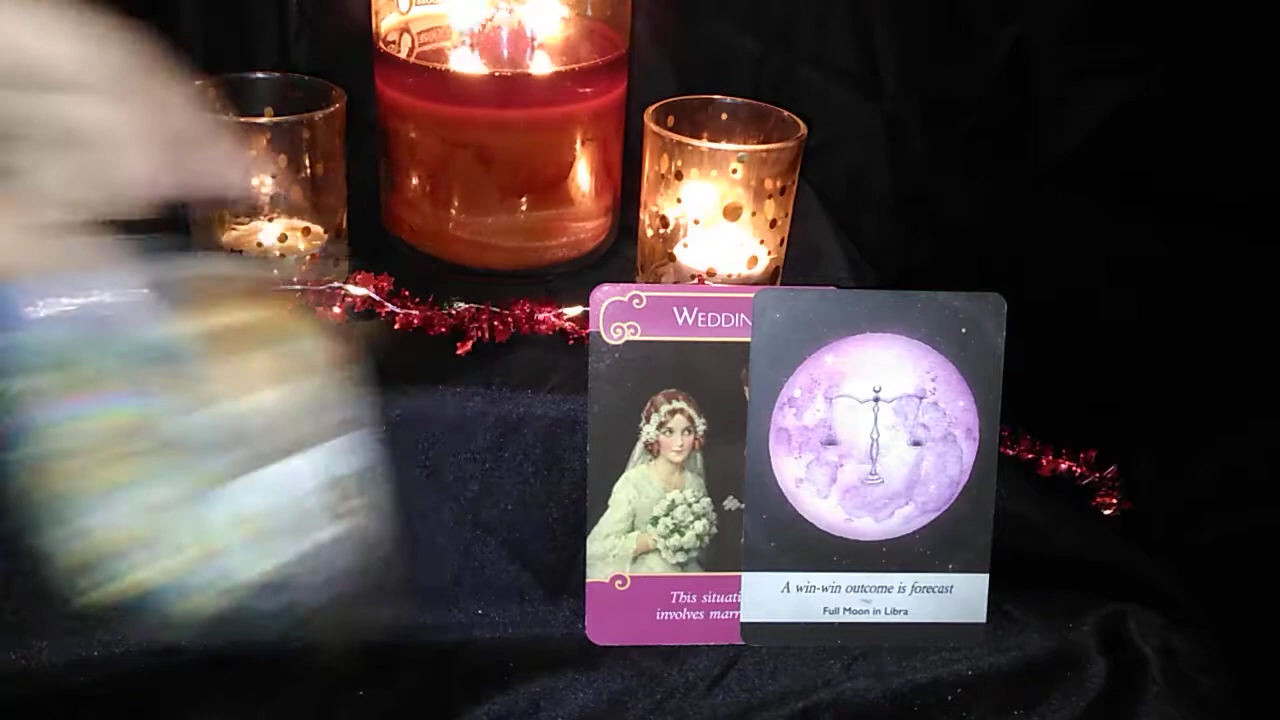 WEDDIN
This situati
involves marr
A win-win outcome is forecast
Full Moon in Libra